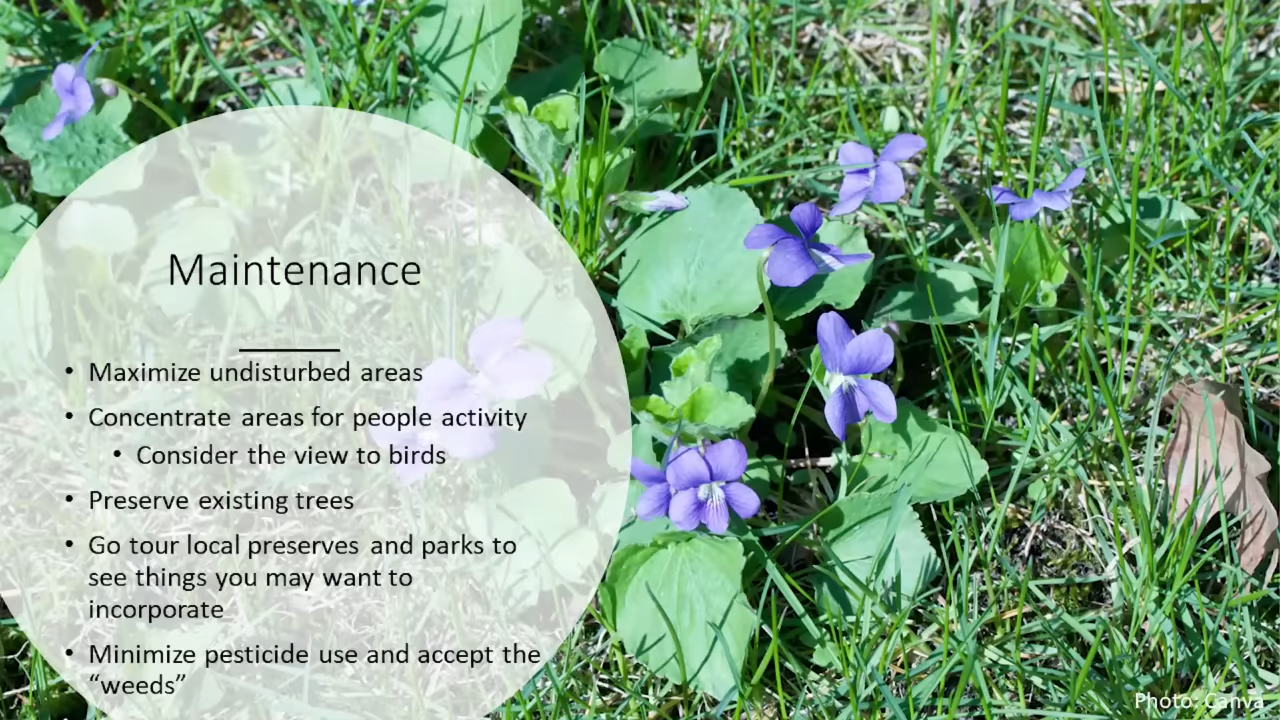 Maintenance
• Maximize undisturbed areas
• Concentrate areas for people activity
• Consider the view to birds
• Preserve existing trees
• Go tour local preserves and parks to
see things you may want to
incorporate
• Minimize pesticide use and accept the
“weeds”
Photo: Canva